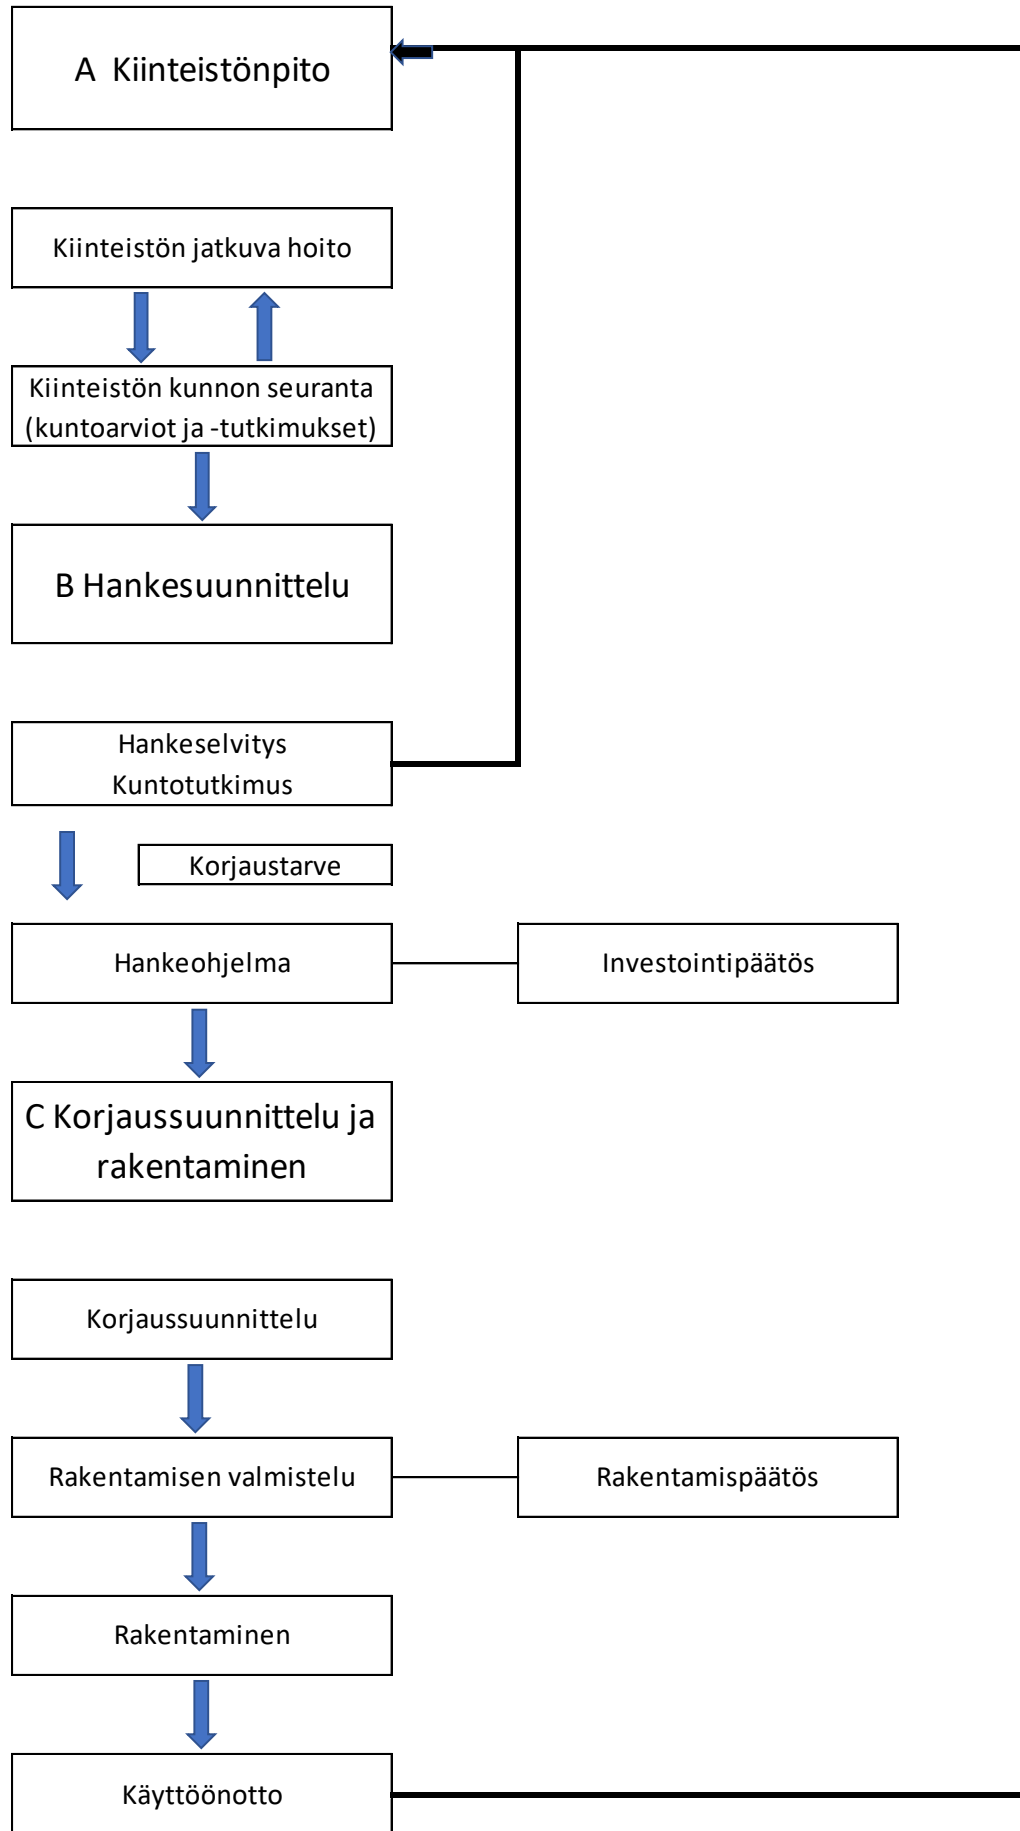 A Kiinteistönpito
Kiinteistön jatkuva hoito
Kiinteistön kunnon seuranta
(kuntoarviot ja -tutkimukset)
B Hankesuunnittelu
Hankeselvitys
Kuntotutkimus
Korjaustarve
Hankeohjelma
Investointipäätös
C Korjaussuunnittelu ja
rakentaminen
Korjaussuunnittelu
Rakentamisen valmistelu
Rakentamispäätös
Rakentaminen
Käyttöönotto